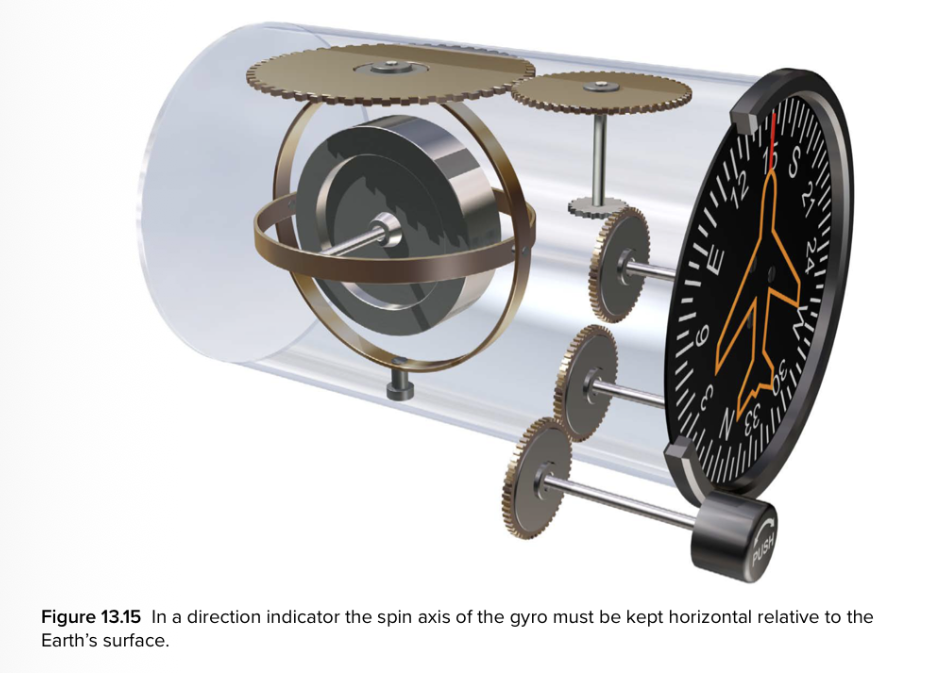 15
S
12
21
E
24
W
6
30
3
33
N
PUSH
Figure 13.15 In a direction indicator the spin axis of the gyro must be kept horizontal relative to the
Earth’s surface.